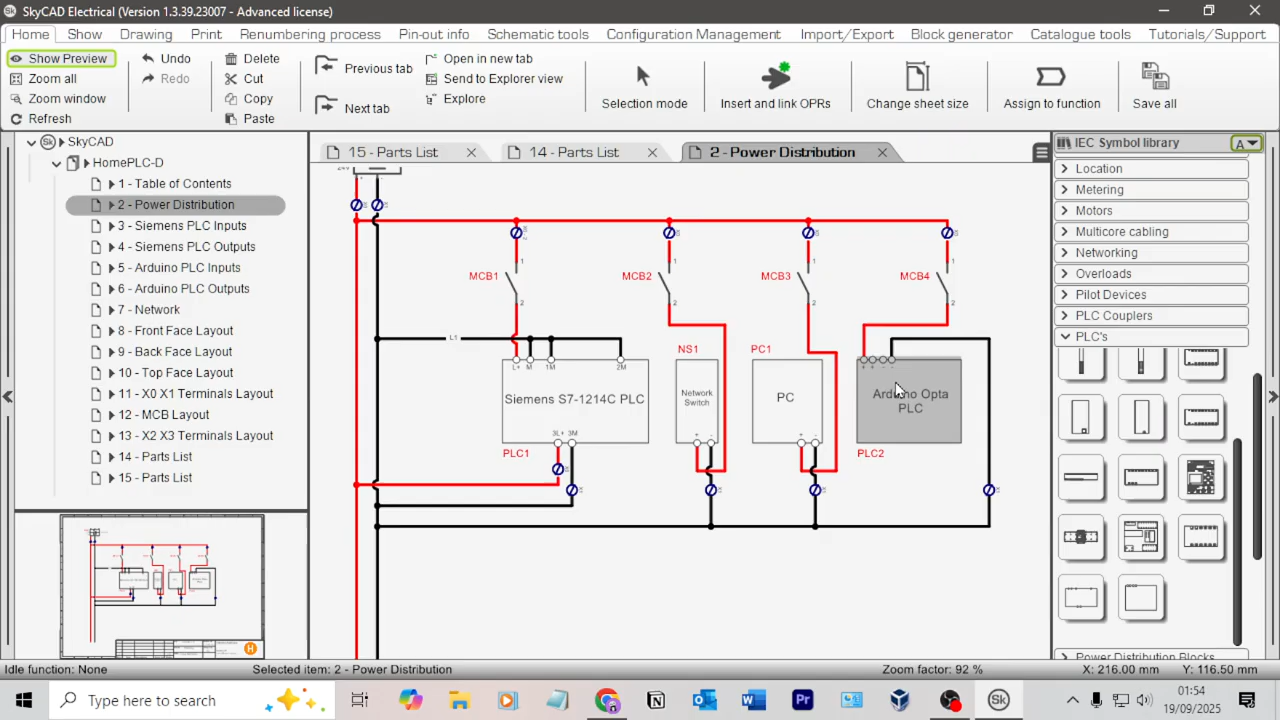 SkyCAD Electrical (Version 1.3.39.23007 - Advanced license)
Home Show Drawing Print Renumbering process Pin-out info Schematic tools Configuration Management Import/Export Block generator Catalogue tools Tutorials/Support
Show Preview
Zoom all
Zoom window
Refresh
Undo
Redo
Delete
Cut
Copy
Paste
Previous tab
Next tab
Open in new tab
Send to Explorer view
Explore
Selection mode
Insert and link OPRs
Change sheet size
Assign to function
Save all
SkyCAD
HomePLC-D
1 - Table of Contents
2 - Power Distribution
3 - Siemens PLC Inputs
4 - Siemens PLC Outputs
5 - Arduino PLC Inputs
6 - Arduino PLC Outputs
7 - Network
8 - Front Face Layout
9 - Back Face Layout
10 - Top Face Layout
11 - X0 X1 Terminals Layout
12 - MCB Layout
13 - X2 X3 Terminals Layout
14 - Parts List
15 - Parts List
15 - Parts List
14 - Parts List
2 - Power Distribution
MCB1
1
2
MCB2
1
2
MCB3
1
2
MCB4
1
2
L1
L+ M 1M 2M
Siemens S7-1214C PLC
3L+ 3M
PLC1
NS1
Network
Switch
+ -
PC1
PC
+ -
+ + - -
Arduino Opta
PLC
PLC2
IEC Symbol library
A
Location
Metering
Motors
Multicore cabling
Networking
Overloads
Pilot Devices
PLC Couplers
PLC's
Power Distribution Blocks
H
Idle function: None
Selected item: 2 - Power Distribution
Zoom factor: 92 %
X: 216.00 mm
Y: 116.50 mm
Type here to search
01:54
19/09/2025